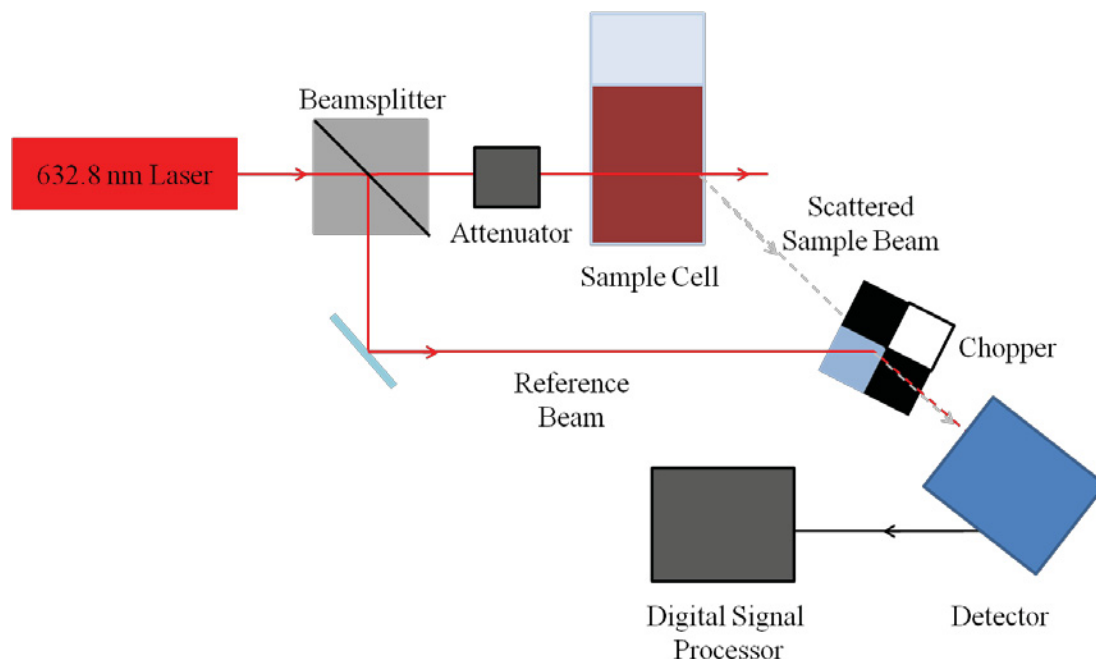 Beamsplitter
632.8 nm Laser
Attenuator
Scattered
Sample Beam
Sample Cell
Chopper
Reference
Beam
Digital Signal
Processor
Detector